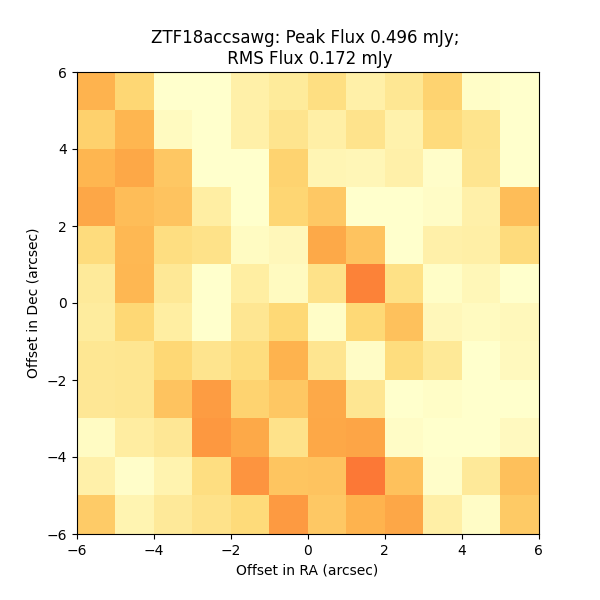 ZTF18accsawg: Peak Flux 0.496 mJy;
RMS Flux 0.172 mJy
6
4
2
0
−2
−4
−6
Offset in Dec (arcsec)
−6 −4 −2 0 2 4 6
Offset in RA (arcsec)